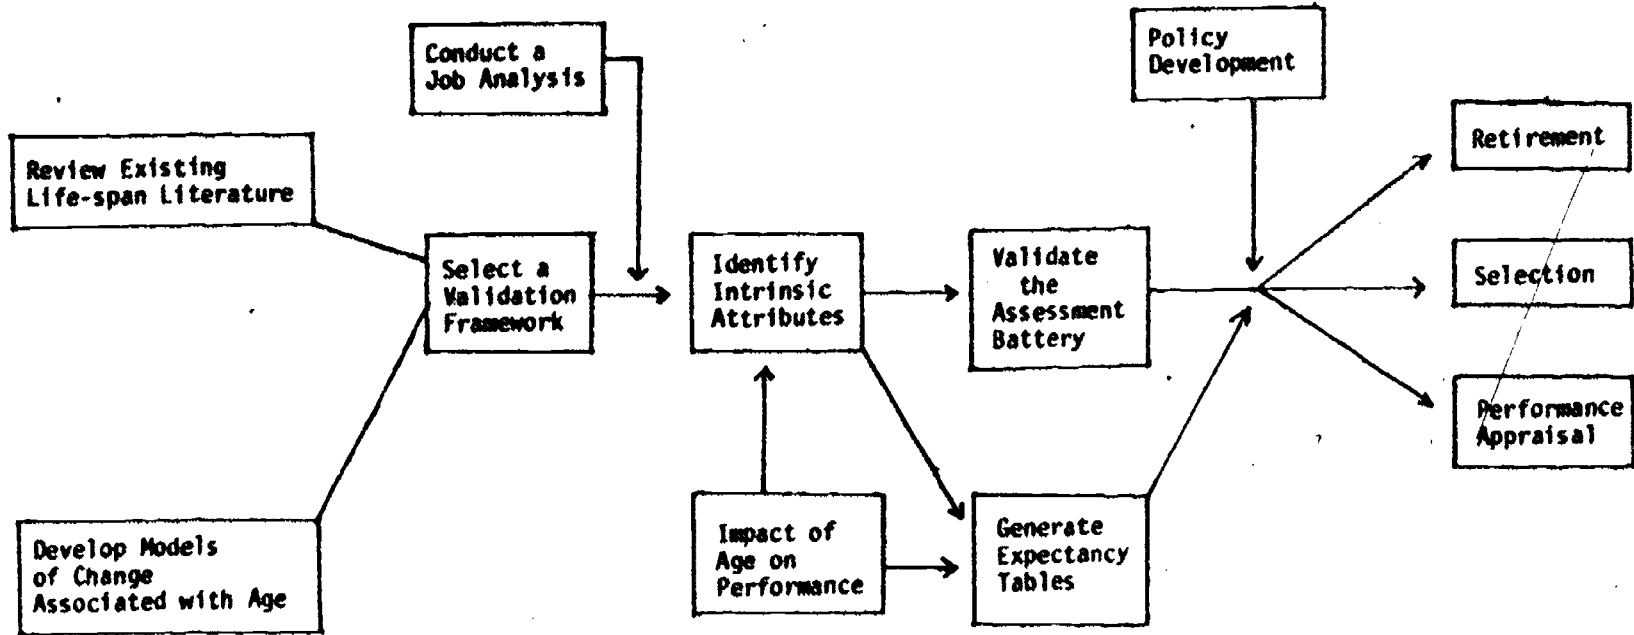 Conduct a
Job Analysis
Policy
Development
Review Existing
Life-span Literature
Retirement
Select a
Validation
Framework
Identify
Intrinsic
Attributes
Validate
the
Assessment
Battery
Selection
Performance
Appraisal
Develop Models
of Change
Associated with Age
Impact of
Age on
Performance
Generate
Expectancy
Tables